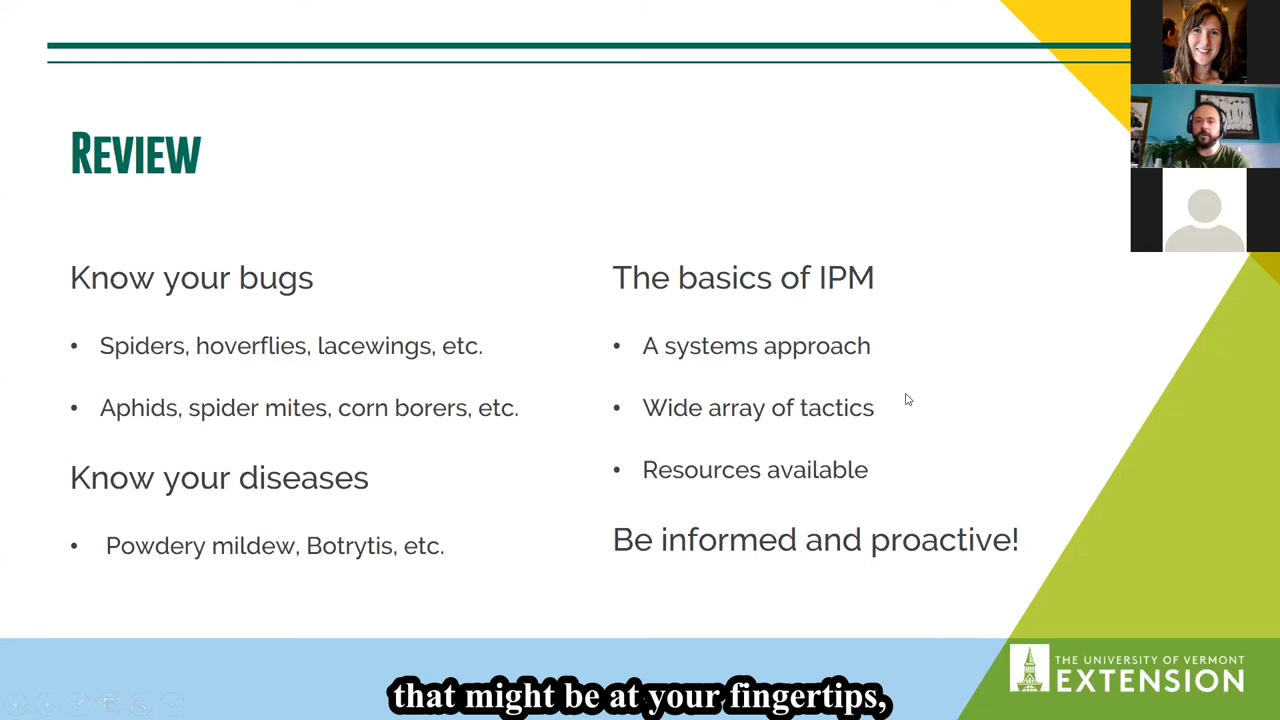 REVIEW
Know your bugs
• Spiders, hoverflies, lacewings, etc.
• Aphids, spider mites, corn borers, etc.
Know your diseases
• Powdery mildew, Botrytis, etc.
The basics of IPM
• A systems approach
• Wide array of tactics
• Resources available
Be informed and proactive!
THE UNIVERSITY OF VERMONT
EXTENSION
that might be at your fingertips,